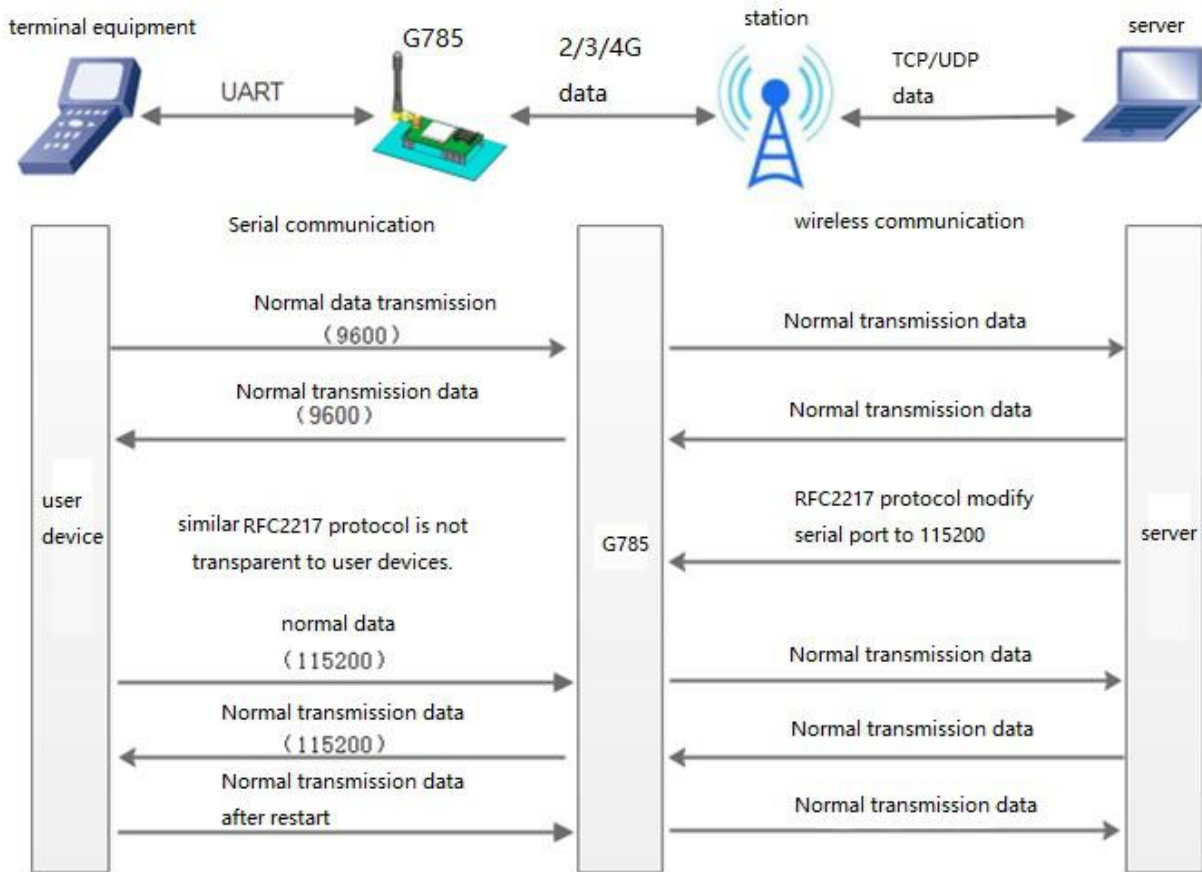 terminal equipment
G785
2/3/4G
data
station
server
UART
TCP/UDP
data
Serial communication
wireless communication
Normal data transmission
(9600)
Normal transmission data
Normal transmission data
(9600)
Normal transmission data
user
device
similar RFC2217 protocol is not
transparent to user devices.
G785
RFC2217 protocol modify
serial port to 115200
server
normal data
(115200)
Normal transmission data
Normal transmission data
(115200)
Normal transmission data
Normal transmission data
after restart
Normal transmission data